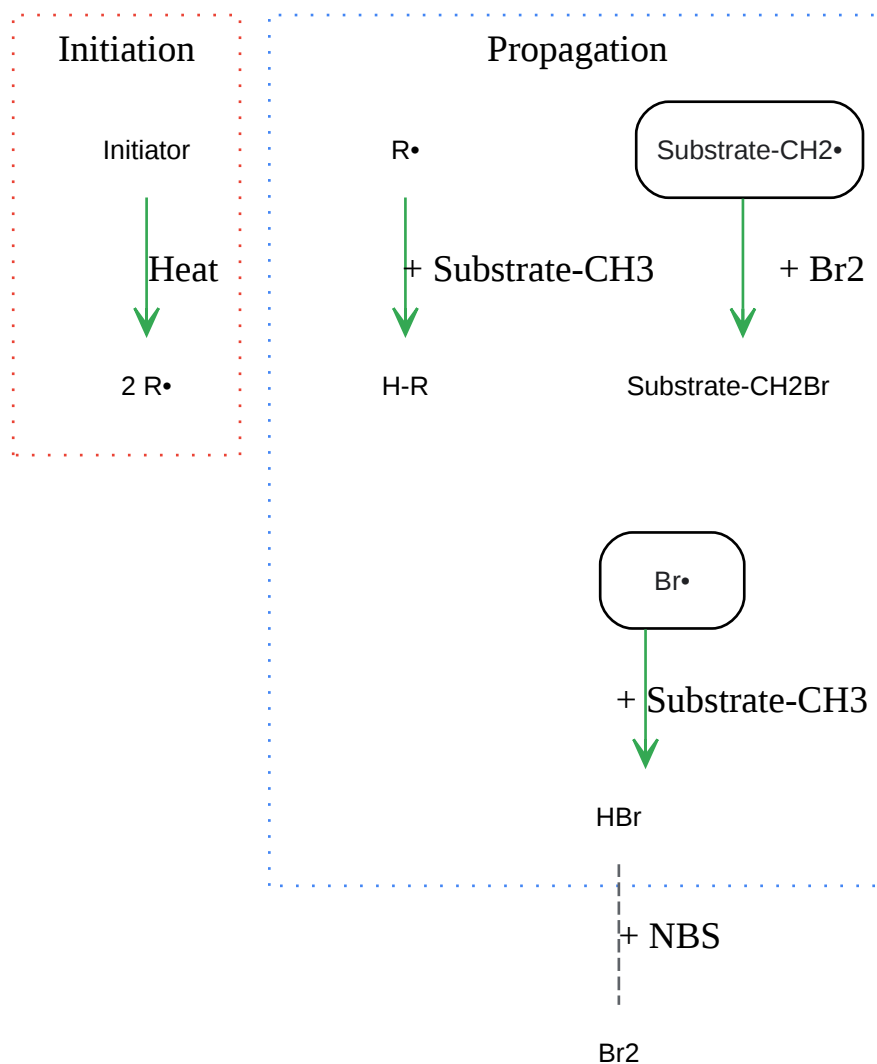 Initiation
Propagation
Initiator
R•
Substrate-CH2•
Heat
+ Substrate-CH3
+ Br2
2 R•
H-R
Substrate-CH2Br
Br•
+ Substrate-CH3
HBr
+ NBS
Br2